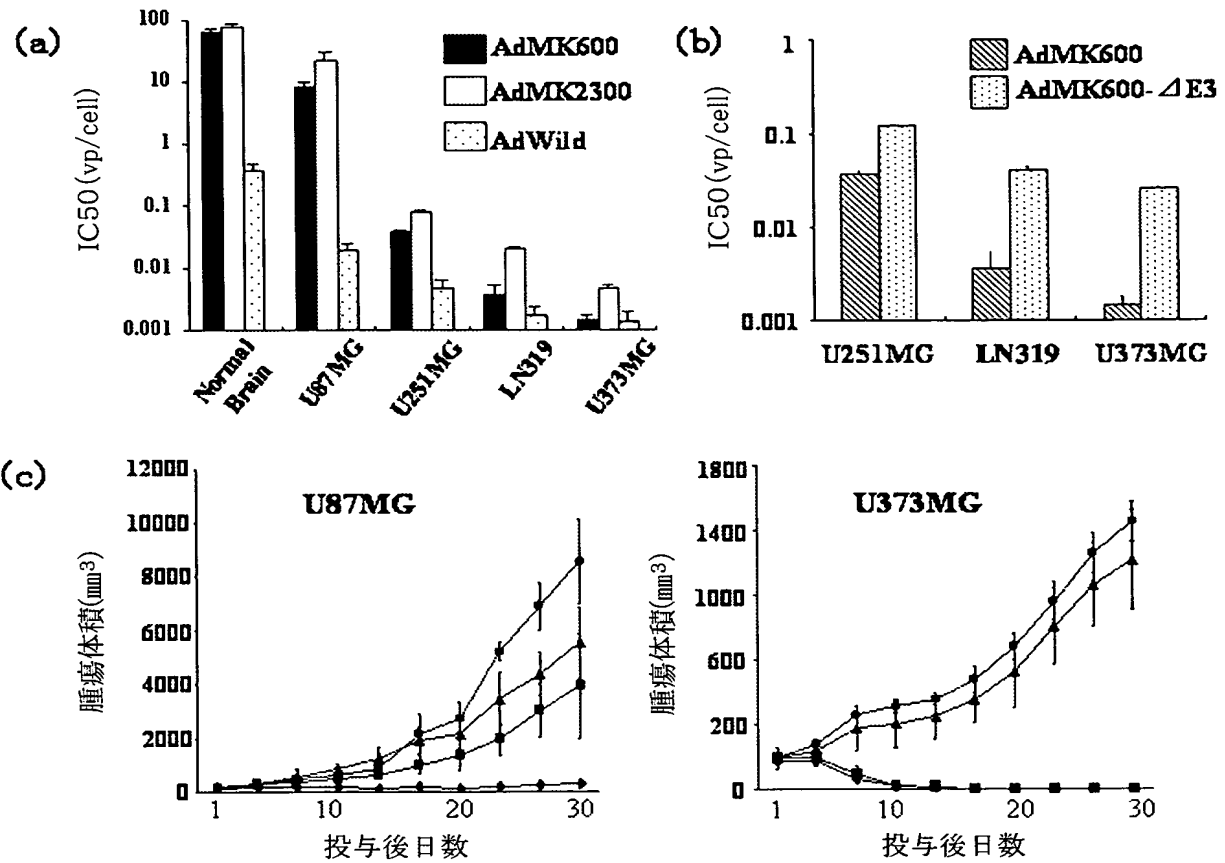 (a)
100
10
1
0.1
0.01
0.001
IC50(vp/cell)
AdMK600
AdMK2300
AdWild
Normal
Brain
U87MG
U251MG
LN319
U373MG
(b)
1
0.1
0.01
0.001
IC50(vp/cell)
AdMK600
AdMK600-⊿E3
U251MG
LN319
U373MG
(c)
12000
10000
8000
6000
4000
2000
0
腫瘍体積(mm³)
U87MG
1
10
20
30
投与後日数
1800
1400
1000
600
200
0
腫瘍体積(mm³)
U373MG
1
10
20
30
投与後日数